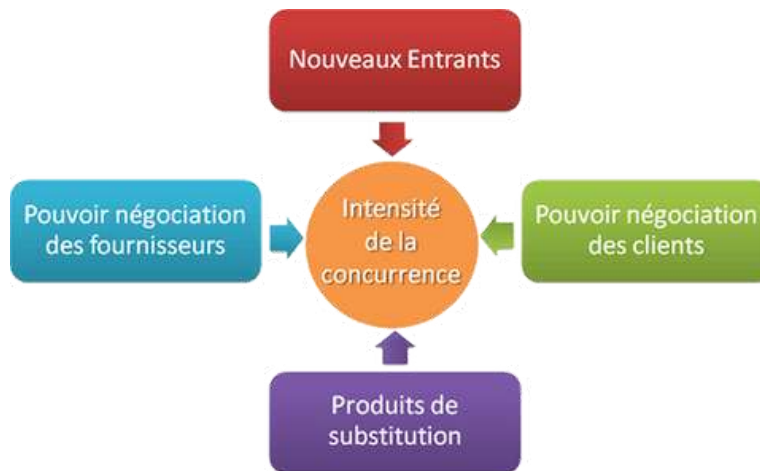 Nouveaux Entrants
Pouvoir négociation
des fournisseurs
Intensité
de la
concurrence
Pouvoir négociation
des clients
Produits de
substitution